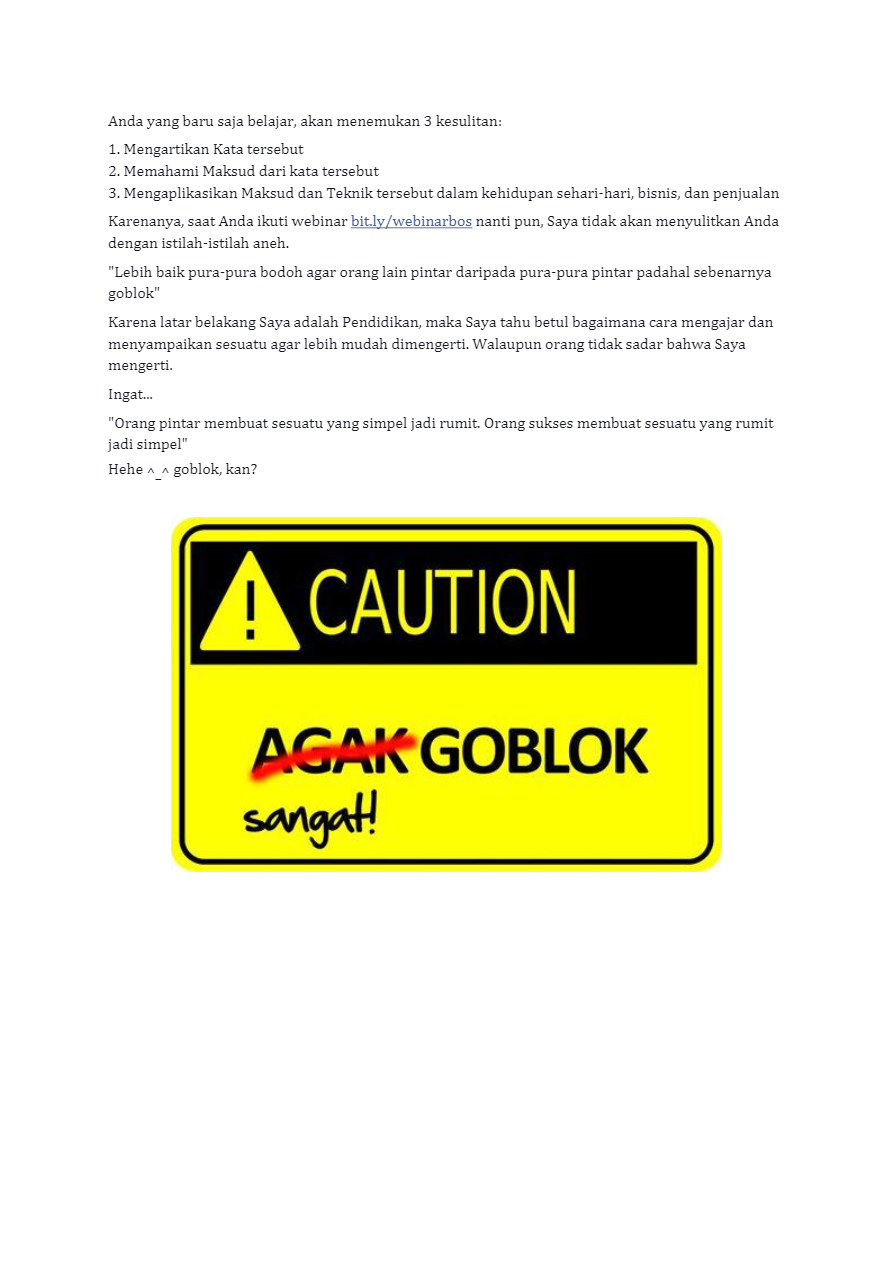 Anda yang baru saja belajar, akan menemukan 3 kesulitan:
1. Mengartikan Kata tersebut
2. Memahami Maksud dari kata tersebut
3. Mengaplikasikan Maksud dan Teknik tersebut dalam kehidupan sehari-hari, bisnis, dan penjualan
Karenanya, saat Anda ikuti webinar bit.ly/webinarbos nanti pun, Saya tidak akan menyulitkan Anda
dengan istilah-istilah aneh.
"Lebih baik pura-pura bodoh agar orang lain pintar daripada pura-pura pintar padahal sebenarnya
goblok"
Karena latar belakang Saya adalah Pendidikan, maka Saya tahu betul bagaimana cara mengajar dan
menyampaikan sesuatu agar lebih mudah dimengerti. Walaupun orang tidak sadar bahwa Saya
mengerti.
Ingat...
"Orang pintar membuat sesuatu yang simpel jadi rumit. Orang sukses membuat sesuatu yang rumit
jadi simpel"
Hehe ^_^ goblok, kan?
! CAUTION
AGAK GOBLOK
sangat!